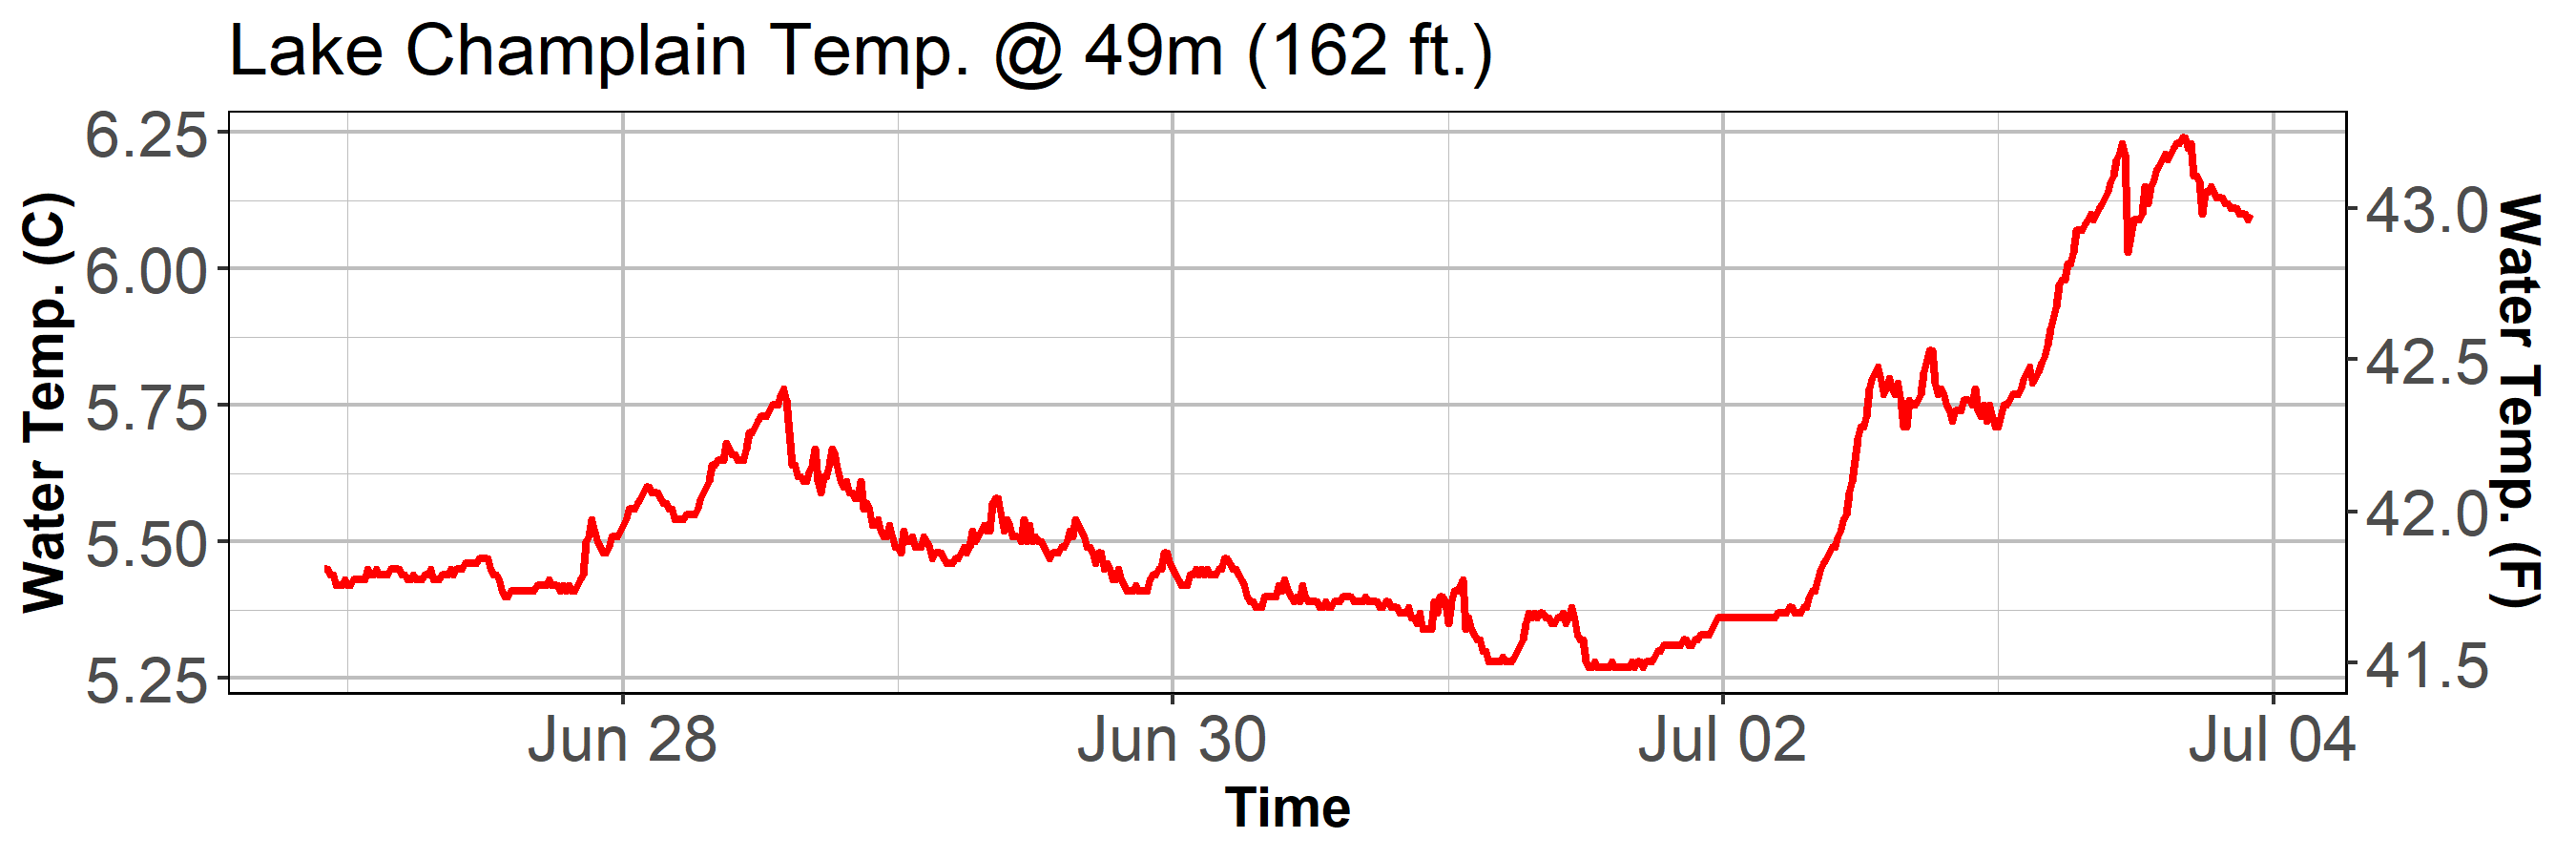 Lake Champlain Temp. @ 49m (162 ft.)
Water Temp. (C)
6.25
6.00
5.75
5.50
5.25
43.0
42.5
42.0
41.5
Water Temp. (F)
Jun 28 Jun 30 Jul 02 Jul 04
Time